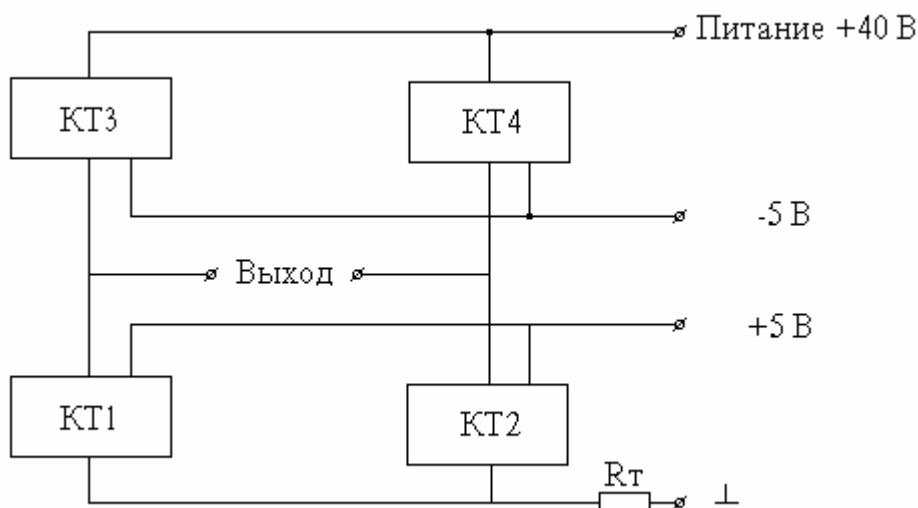 Питание +40 В
КТ3
КТ4
-5 В
Выход
+5 В
КТ1
КТ2
Rт